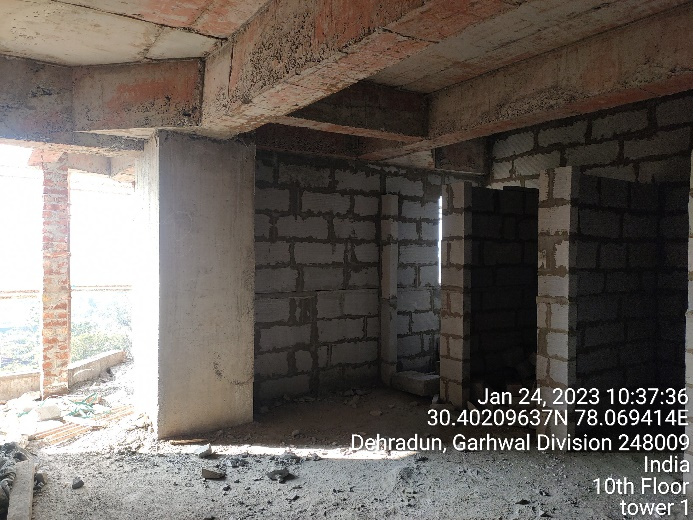 Jan 24, 2023 10:37:36
30.40209637N 78.069414E
Dehradun, Garhwal Division 248009
India
10th Floor
tower 1